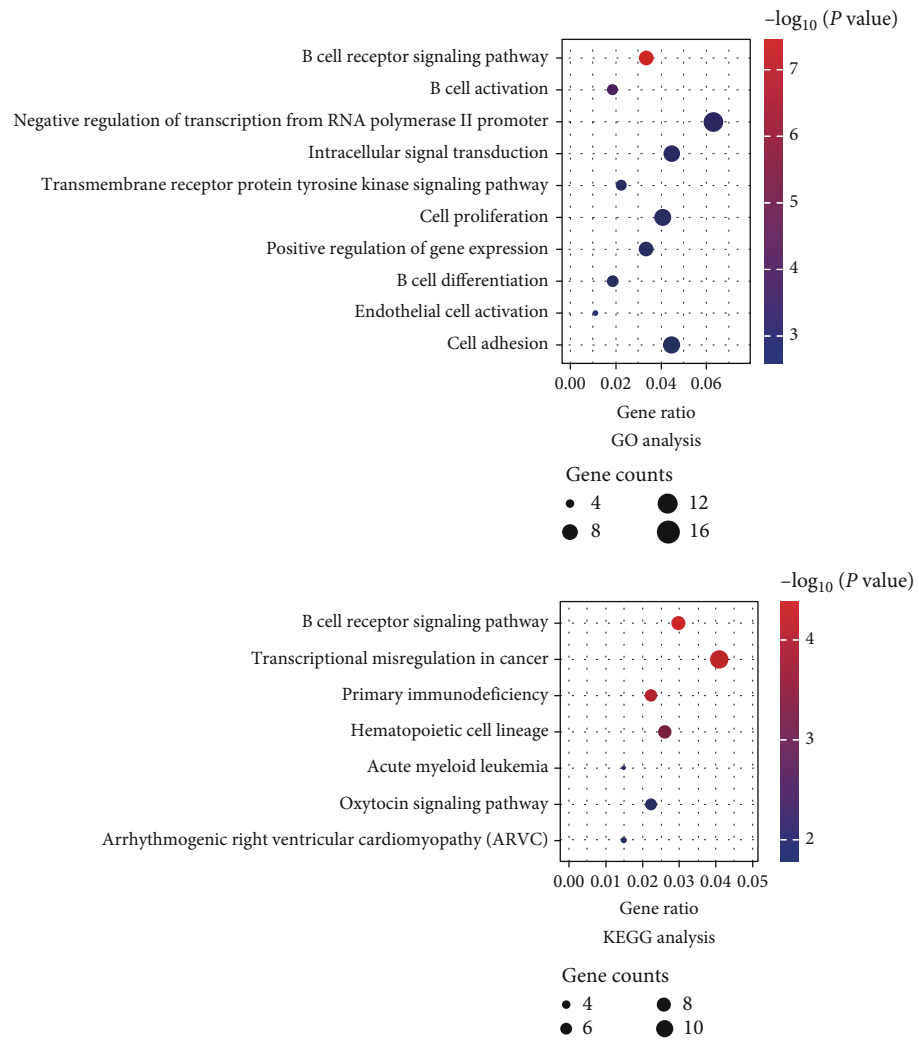 –log10 (P value)
B cell receptor signaling pathway
B cell activation
Negative regulation of transcription from RNA polymerase II promoter
Intracellular signal transduction
Transmembrane receptor protein tyrosine kinase signaling pathway
Cell proliferation
Positive regulation of gene expression
B cell differentiation
Endothelial cell activation
Cell adhesion
7
6
5
4
3
0.00 0.02 0.04 0.06
Gene ratio
GO analysis
Gene counts
4 12
8 16
–log10 (P value)
B cell receptor signaling pathway
Transcriptional misregulation in cancer
Primary immunodeficiency
Hematopoietic cell lineage
Acute myeloid leukemia
Oxytocin signaling pathway
Arrhythmogenic right ventricular cardiomyopathy (ARVC)
4
3
2
0.00 0.01 0.02 0.03 0.04 0.05
Gene ratio
KEGG analysis
Gene counts
4 8
6 10